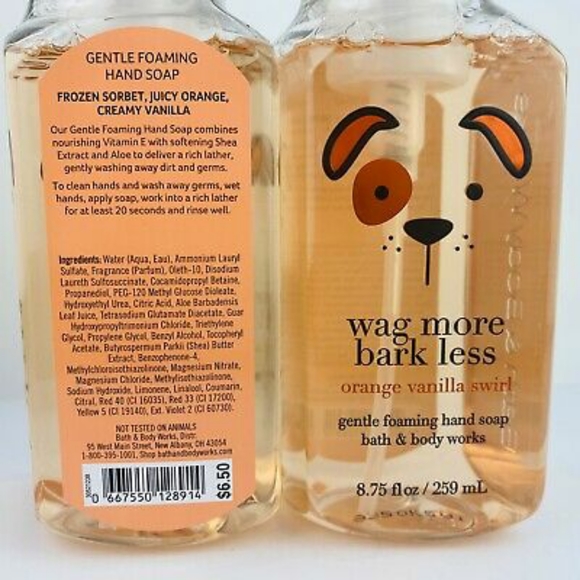 GENTLE FOAMING
HAND SOAP
FROZEN SORBET, JUICY ORANGE,
CREAMY VANILLA
Our Gentle Foaming Hand Soap combines
nourishing Vitamin E with softening Shea
Extract and Aloe to deliver a rich lather,
gently washing away dirt and germs.
To clean hands and wash away germs, wet
hands, apply soap, work into a rich lather
for at least 20 seconds and rinse well.
Ingredients: Water (Aqua, Eau), Ammonium Lauryl
Sulfate, Fragrance (Parfum), Oleth-10, Disodium
Laureth Sulfosuccinate, Cocamidopropyl Betaine,
Propanediol, PEG-120 Methyl Glucose Dioleate,
Hydroxyethyl Urea, Citric Acid, Aloe Barbadensis
Leaf Juice, Tetrasodium Glutamate Diacetate, Guar
Hydroxypropyltrimonium Chloride, Triethylene
Glycol, Propylene Glycol, Benzyl Alcohol, Tocopheryl
Acetate, Butyrospermum Parkii (Shea) Butter
Extract, Benzophenone-4,
Methylchloroisothiazolinone, Magnesium Nitrate,
Magnesium Chloride, Methylisothiazolinone,
Sodium Hydroxide, Limonene, Linalool, Coumarin,
Citral, Red 40 (CI 16035), Red 33 (CI 17200),
Yellow 5 (CI 19140), Ext. Violet 2 (CI 60730).
NOT TESTED ON ANIMALS
Bath & Body Works, Distr.
95 West Main Street, New Albany, OH 43054
1-800-395-1001, Shop bathandbodyworks.com
0 667550 128914
$6.50
wag more
bark less
orange vanilla swirl
gentle foaming hand soap
bath & body works
8.75 fl oz / 259 mL